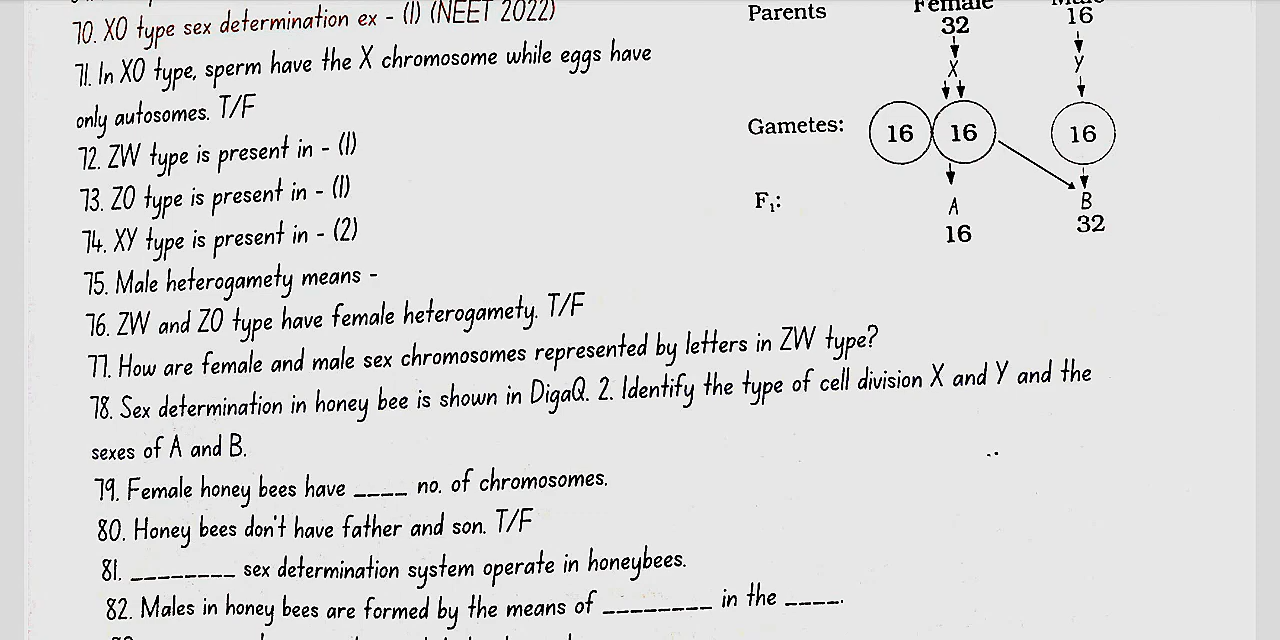 70. XO type sex determination ex - (1) (NEET 2022)
71. In XO type, sperm have the X chromosome while eggs have
only autosomes. T/F
72. ZW type is present in - (1)
73. ZO type is present in - (1)
74. XY type is present in - (2)
75. Male heterogamety means -
76. ZW and ZO type have female heterogamety. T/F
77. How are female and male sex chromosomes represented by letters in ZW type?
78. Sex determination in honey bee is shown in DigaQ. 2. Identify the type of cell division X and Y and the
sexes of A and B.
79. Female honey bees have ____ no. of chromosomes.
80. Honey bees don't have father and son. T/F
81. ________ sex determination system operate in honeybees.
82. Males in honey bees are formed by the means of ________ in the ____.
Parents Female Male
32 16
X Y
Gametes: 16 16 16
F₁: A B
16 32